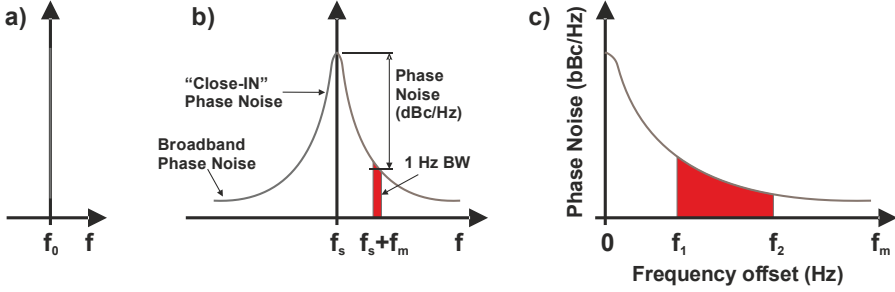 a)
f₀
f
b)
"Close-IN"
Phase Noise
Broadband
Phase Noise
Phase
Noise
(dBc/Hz)
1 Hz BW
fₛ
fₛ+fₘ
f
c)
Phase Noise (bBc/Hz)
0
f₁
f₂
fₘ
Frequency offset (Hz)